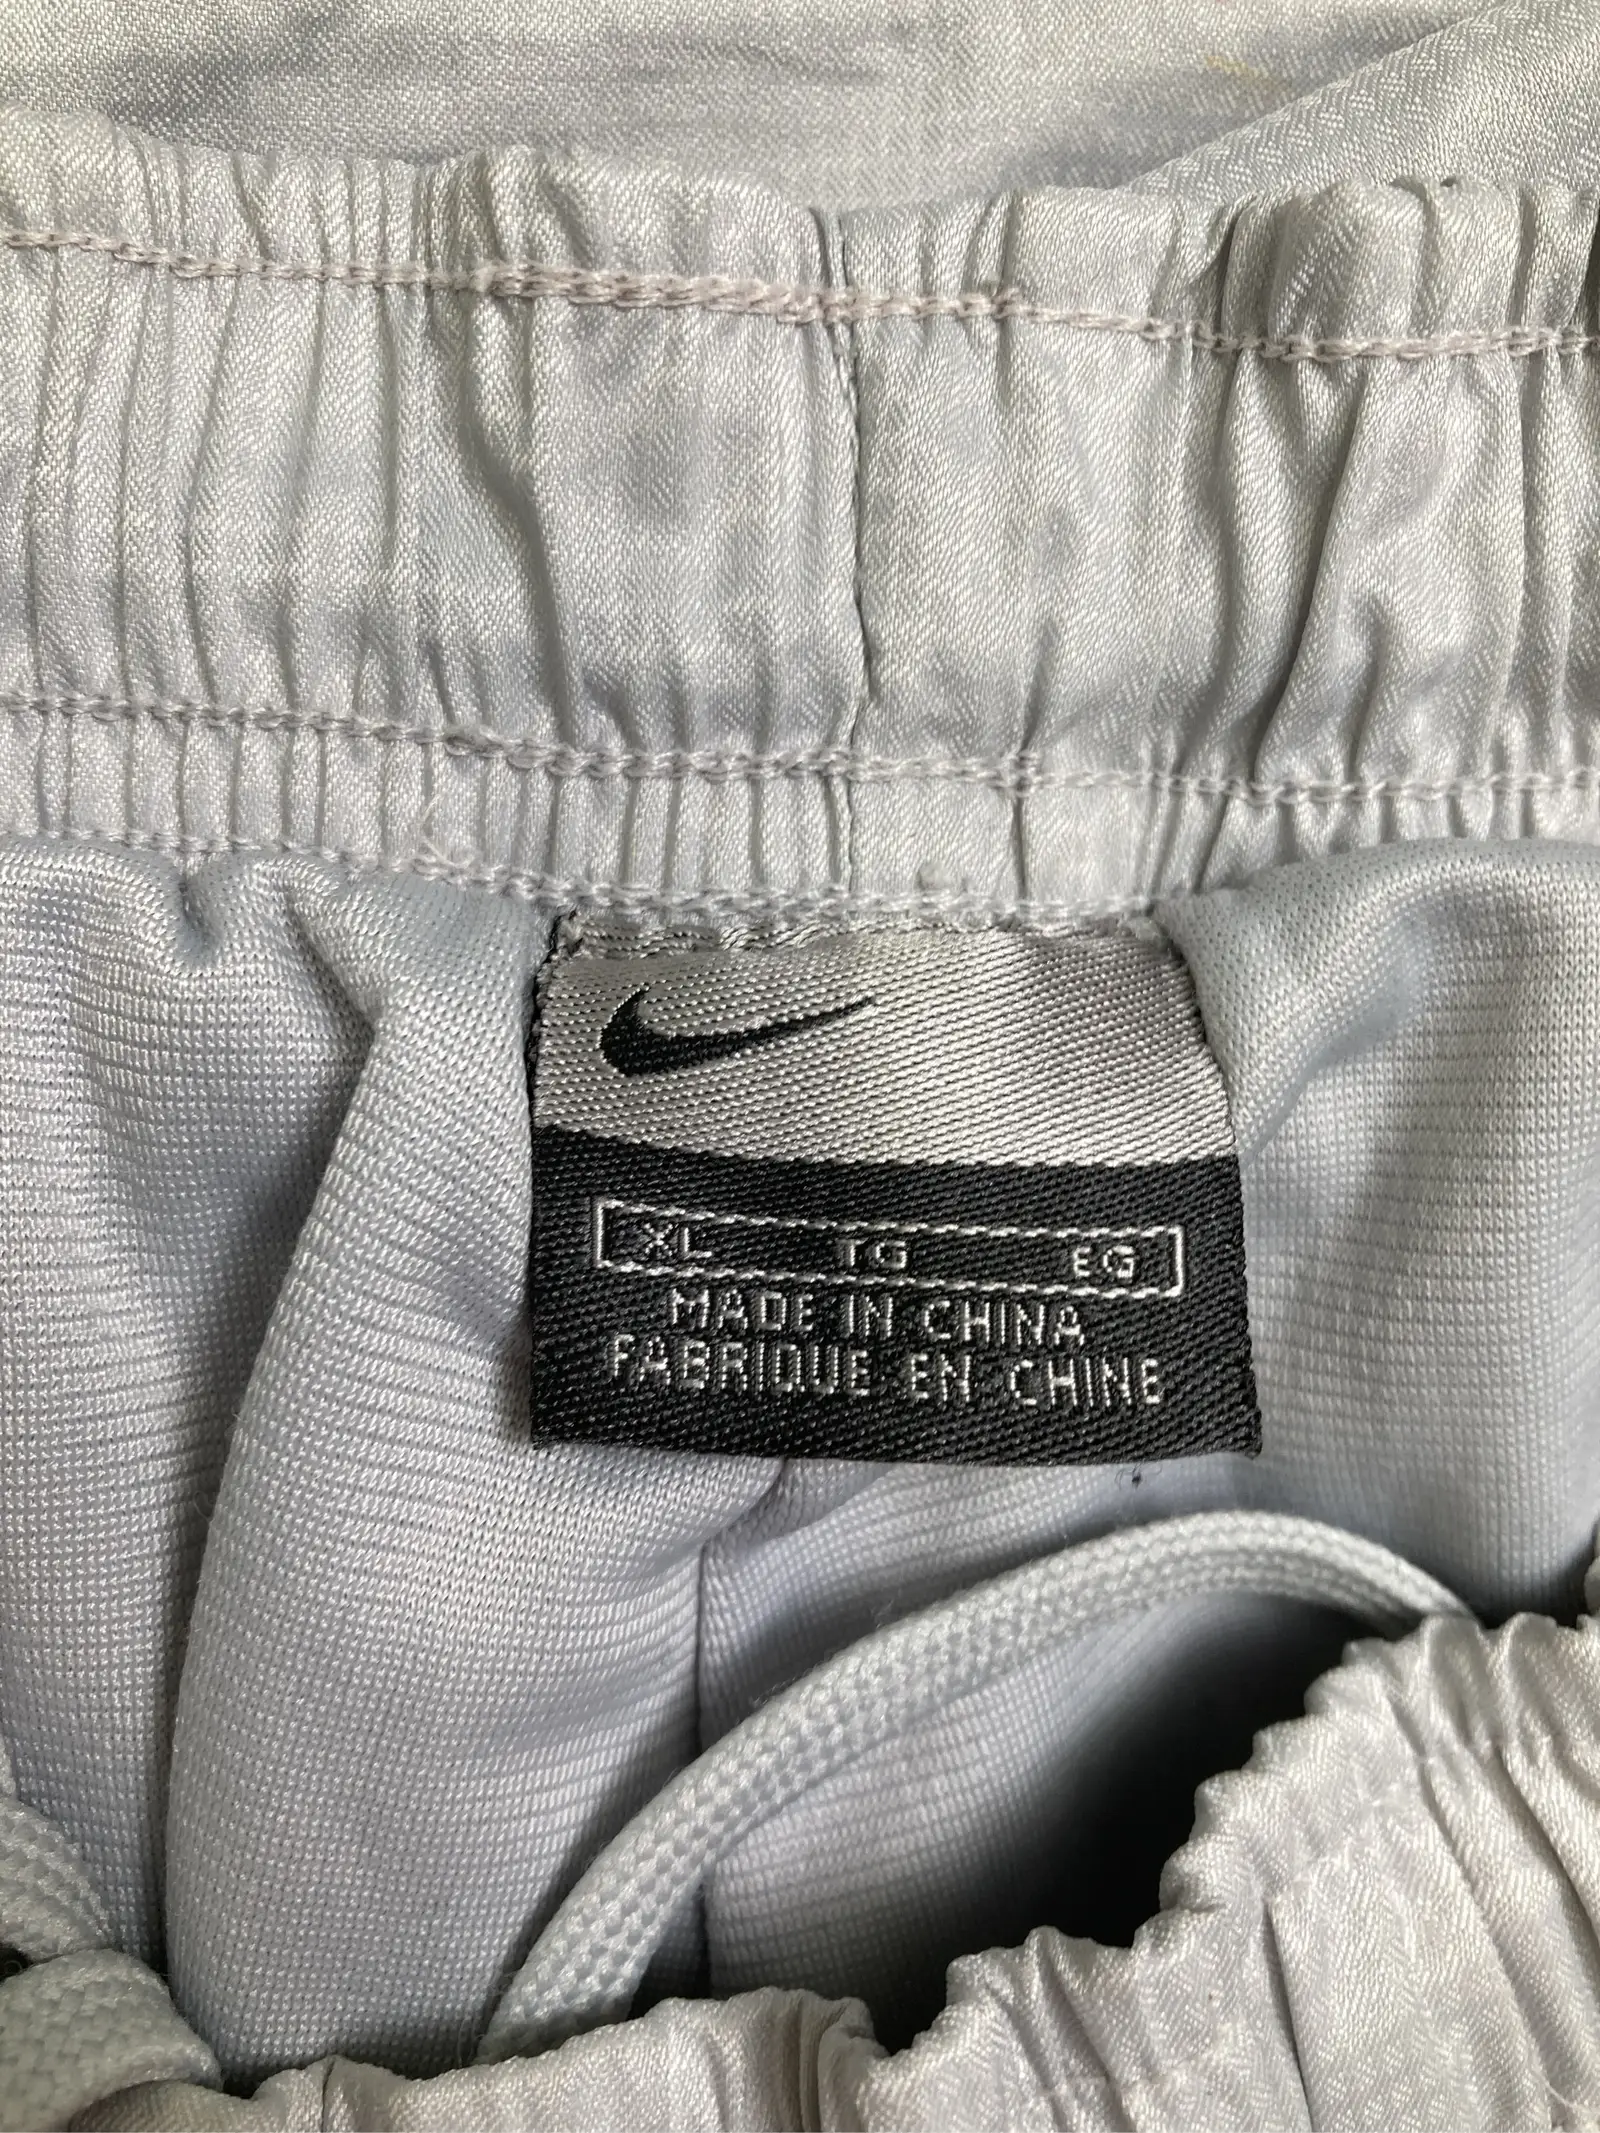 XL TG EG
MADE IN CHINA
FABRIQUE EN CHINE